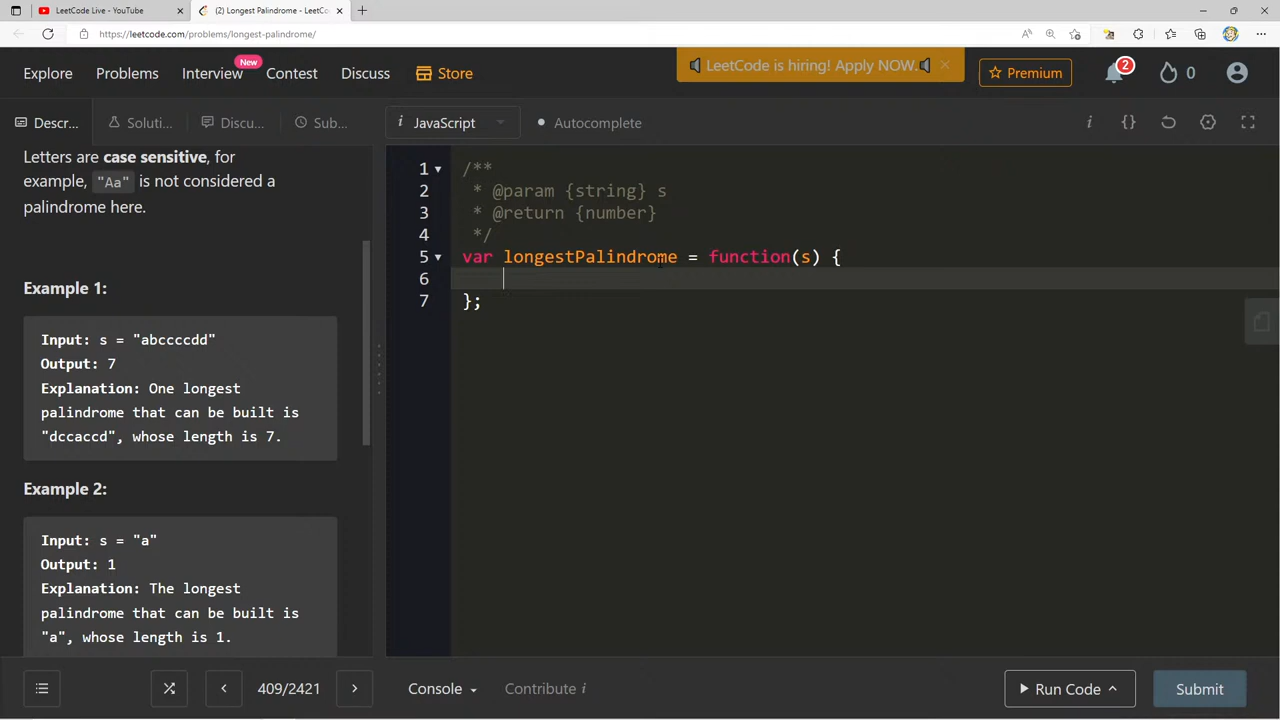 LeetCode Live - YouTube
(2) Longest Palindrome - LeetCo
https://leetcode.com/problems/longest-palindrome/
Explore
Problems
Interview
New
Contest
Discuss
Store
LeetCode is hiring! Apply NOW.
Premium
2
0
Descr...
Soluti...
Discu...
Sub...
i JavaScript
Autocomplete
i {}
Letters are case sensitive, for
example, "Aa" is not considered a
palindrome here.
Example 1:
Input: s = "abccccdd"
Output: 7
Explanation: One longest
palindrome that can be built is
"dccaccd", whose length is 7.
Example 2:
Input: s = "a"
Output: 1
Explanation: The longest
palindrome that can be built is
"a", whose length is 1.
1 /**
2 * @param {string} s
3 * @return {number}
4 */
5 var longestPalindrome = function(s) {
6
7 };
409/2421
Console
Contribute i
Run Code
Submit